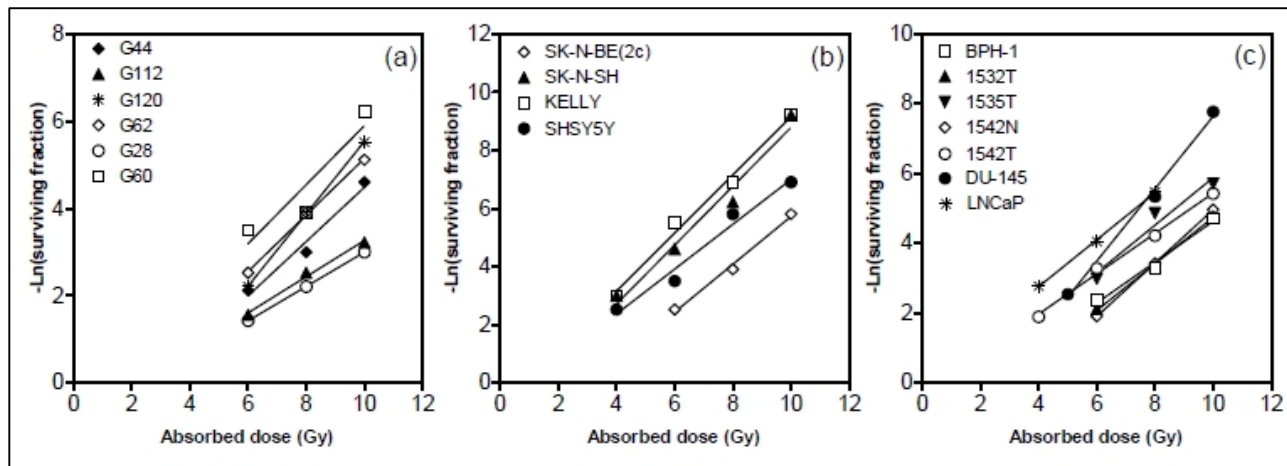 (a)
G44
G112
G120
G62
G28
G60
-Ln(surviving fraction)
8
6
4
2
0
0 2 4 6 8 10 12
Absorbed dose (Gy)
(b)
SK-N-BE(2c)
SK-N-SH
KELLY
SHSY5Y
-Ln(surviving fraction)
12
10
8
6
4
2
0
0 2 4 6 8 10 12
Absorbed dose (Gy)
(c)
BPH-1
1532T
1535T
1542N
1542T
DU-145
LNCaP
-Ln(surviving fraction)
10
8
6
4
2
0
0 2 4 6 8 10 12
Absorbed dose (Gy)